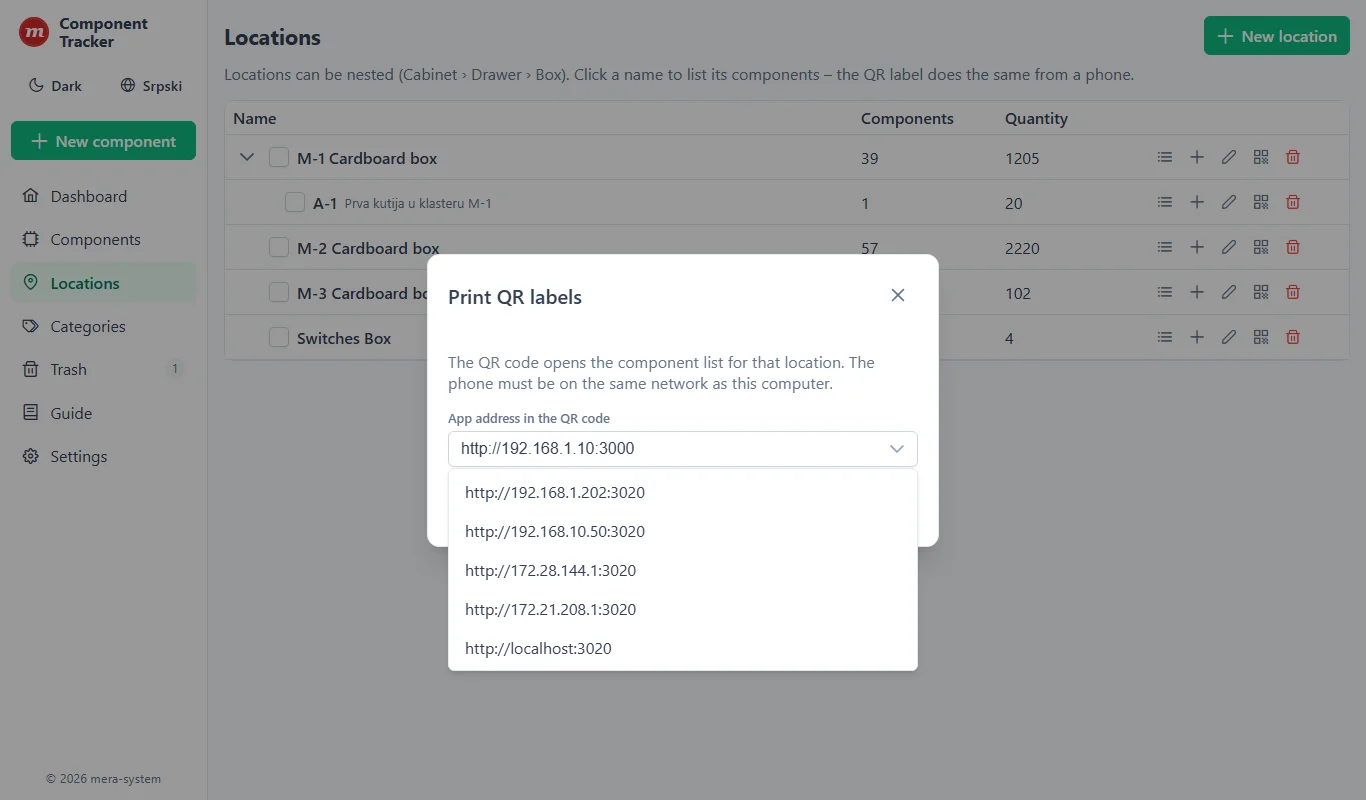 m
Component
Tracker
Dark
Srpski
New component
Dashboard
Components
Locations
Categories
Trash 1
Guide
Settings
© 2026 mera-system
Locations
New location
Locations can be nested (Cabinet › Drawer › Box). Click a name to list its components – the QR label does the same from a phone.
Name Components Quantity
M-1 Cardboard box 39 1205
A-1 Prva kutija u klasteru M-1 1 20
M-2 Cardboard box 57 2220
M-3 Cardboard bo 102
Switches Box 4
Print QR labels
The QR code opens the component list for that location. The
phone must be on the same network as this computer.
App address in the QR code
http://192.168.1.10:3000
http://192.168.1.202:3020
http://192.168.10.50:3020
http://172.28.144.1:3020
http://172.21.208.1:3020
http://localhost:3020